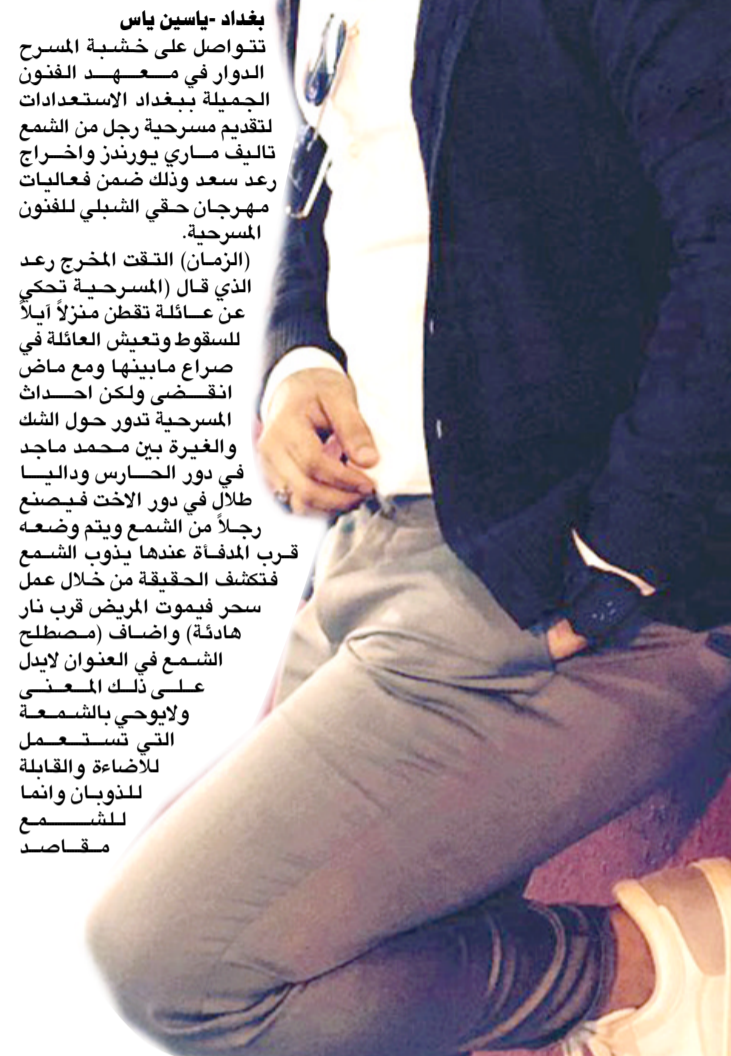 بغداد -ياسين ياس
تتواصل على خشبة المسرح
الدوار في معهد الفنون
الجميلة ببغداد الاستعدادات
لتقديم مسرحية رجل من الشمع
تاليف ماري يورندز واخراج
رعد سعد وذلك ضمن فعاليات
مهرجان حقي الشبلي للفنون
المسرحية.
(الزمان) التقت المخرج رعد
الذي قال (المسرحية تحكي
عن عائلة تقطن منزلاً آيلاً
للسقوط وتعيش العائلة في
صراع مابينها ومع ماض
انقضى ولكن احداث
المسرحية تدور حول الشك
والغيرة بين محمد ماجد
في دور الحارس وداليا
طلال في دور الاخت فيصنع
رجلاً من الشمع ويتم وضعه
قرب المدفأة عندها يذوب الشمع
فتكشف الحقيقة من خلال عمل
سحر فيموت المريض قرب نار
هادئة) واضاف (مصطلح
الشمع في العنوان لايدل
على ذلك المعنى
ولايوحي بالشمعة
التي تستعمل
للاضاءة والقابلة
للذوبان وانما
للشمع
مقاصد